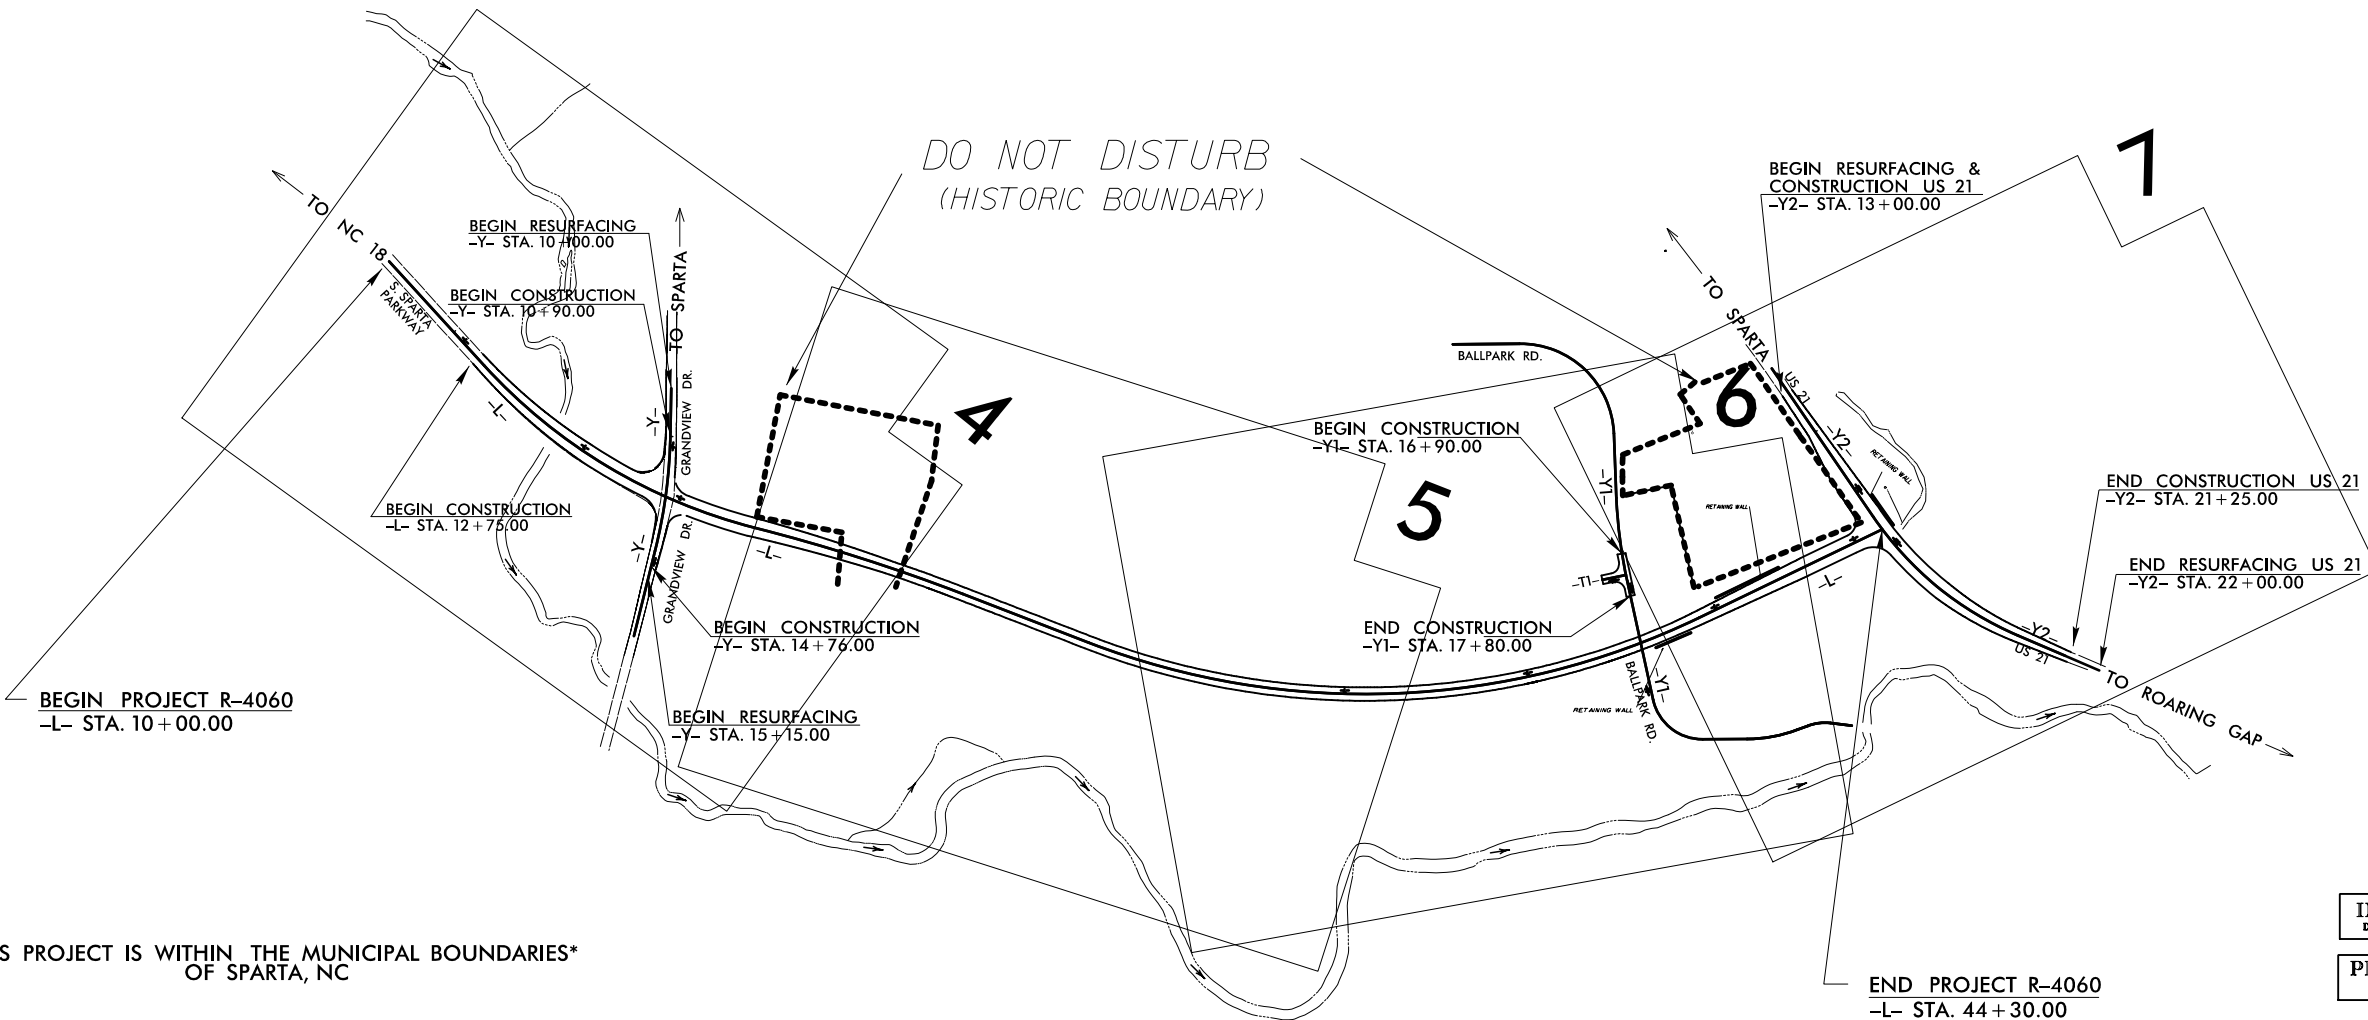 DO NOT DISTURB
(HISTORIC BOUNDARY)
7
BEGIN RESURFACING &
CONSTRUCTION US 21
-Y2- STA. 13+00.00
TO NC 18
S. SPARTA
PARKWAY
BEGIN RESURFACING
-Y- STA. 10+00.00
TO SPARTA
BEGIN CONSTRUCTION
-Y- STA. 10+90.00
-L-
-Y-
GRANDVIEW DR.
4
BEGIN CONSTRUCTION
-L- STA. 12+75.00
-Y-
GRANDVIEW DR.
-L-
BEGIN CONSTRUCTION
-Y- STA. 14+76.00
BEGIN RESURFACING
-Y- STA. 15+15.00
BEGIN PROJECT R-4060
-L- STA. 10+00.00
BALLPARK RD.
TO SPARTA
US 21
6
BEGIN CONSTRUCTION
-Y1- STA. 16+90.00
-Y1-
5
-Y2-
RETAINING WALL
RETAINING WALL
END CONSTRUCTION US 21
-Y2- STA. 21+25.00
END RESURFACING US 21
-Y2- STA. 22+00.00
-T1-
-L-
END CONSTRUCTION
-Y1- STA. 17+80.00
BALLPARK RD.
-Y1-
RETAINING WALL
-Y2-
US 21
TO ROARING GAP
S PROJECT IS WITHIN THE MUNICIPAL BOUNDARIES*
OF SPARTA, NC
END PROJECT R-4060
-L- STA. 44+30.00